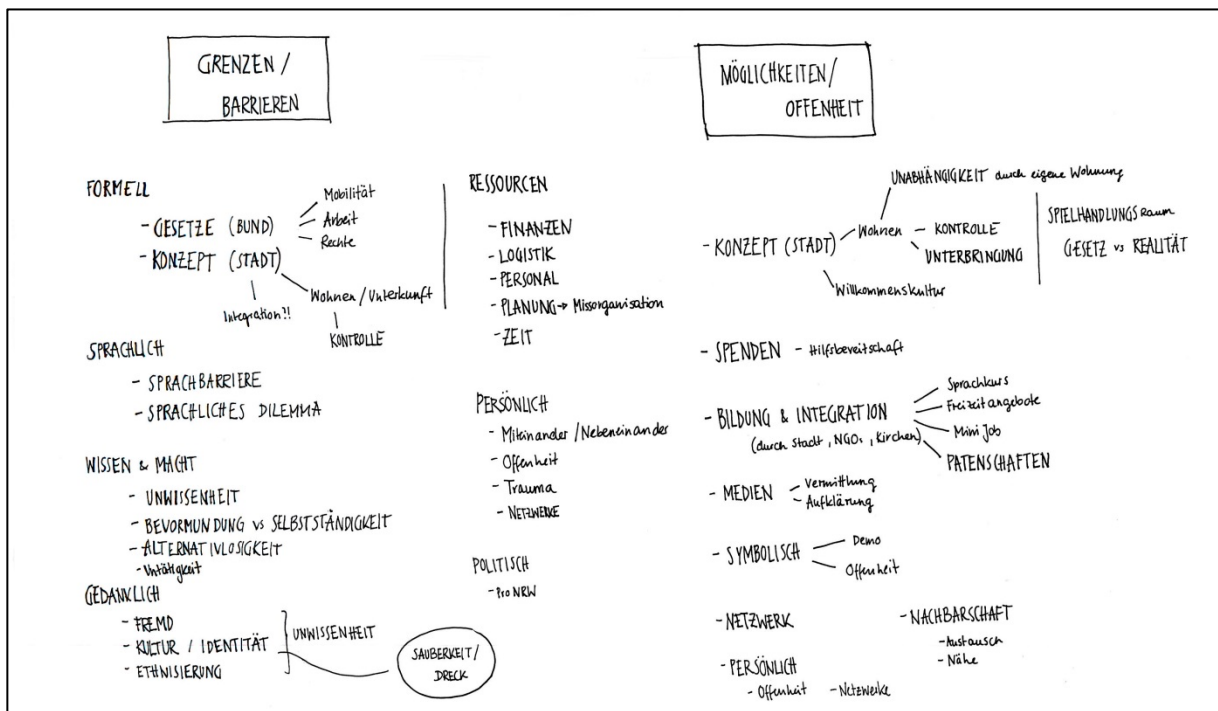 GRENZEN /
BARRIEREN
FORMELL
- GESETZE (BUND)
Mobilität
Arbeit
Rechte
- KONZEPT (STADT)
Integration?!
Wohnen / Unterkunft
KONTROLLE
SPRACHLICH
- SPRACHBARRIERE
- SPRACHLICHES DILEMMA
WISSEN & MACHT
- UNWISSENHEIT
- BEVORMUNDUNG vs SELBSTSTÄNDIGKEIT
- ALTERNATIVLOSIGKEIT
- Untätigkeit
GEDANKLICH
- FREMD
- KULTUR / IDENTITÄT
- ETHNISIERUNG
UNWISSENHEIT
SAUBERKEIT /
DRECK
RESSOURCEN
- FINANZEN
- LOGISTIK
- PERSONAL
- PLANUNG → Missorganisation
- ZEIT
PERSÖNLICH
- Miteinander / Nebeneinander
- Offenheit
- Trauma
- NETZWERKE
POLITISCH
- Pro NRW
MÖGLICHKEITEN /
OFFENHEIT
- KONZEPT (STADT)
Wohnen
UNABHÄNGIGKEIT durch eigene Wohnung
- KONTROLLE
UNTERBRINGUNG
Willkommenskultur
SPIELHANDLUNGSraum
GESETZ vs REALITÄT
- SPENDEN - Hilfsbereitschaft
- BILDUNG & INTEGRATION
(durch Stadt, NGOs, Kirchen)
Sprachkurs
Freizeitangebote
Mini Job
PATENSCHAFTEN
- MEDIEN
Vermittlung
Aufklärung
- SYMBOLISCH
Demo
Offenheit
- NETZWERK
- PERSÖNLICH
- Offenheit - Netzwerke
- NACHBARSCHAFT
- Austausch
- Nähe